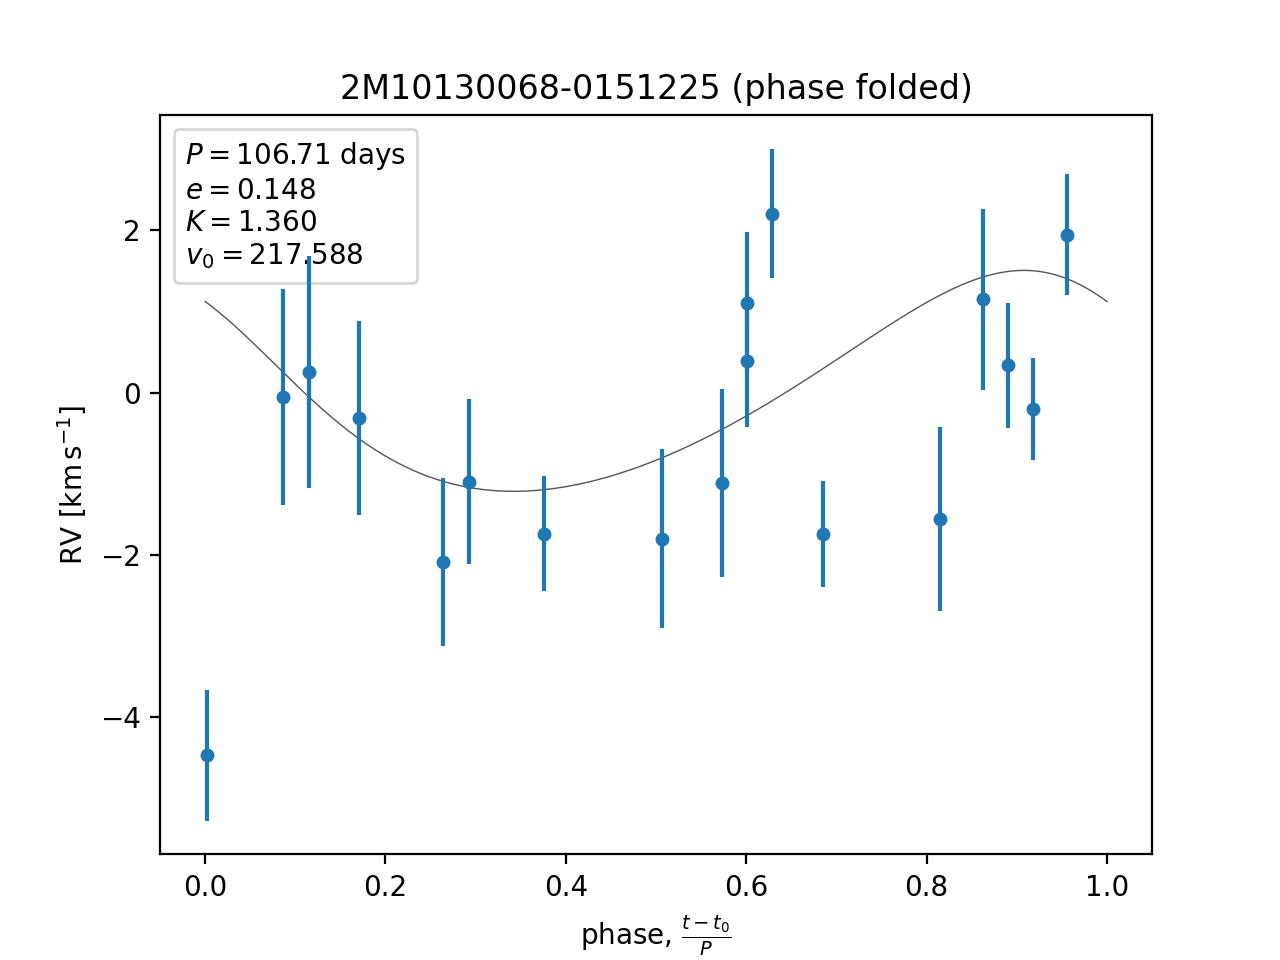 2M10130068-0151225 (phase folded)
P = 106.71 days
e = 0.148
K = 1.360
v₀ = 217.588
2
0
−2
−4
RV [km s⁻¹]
0.0 0.2 0.4 0.6 0.8 1.0
phase, (t − t₀)/P